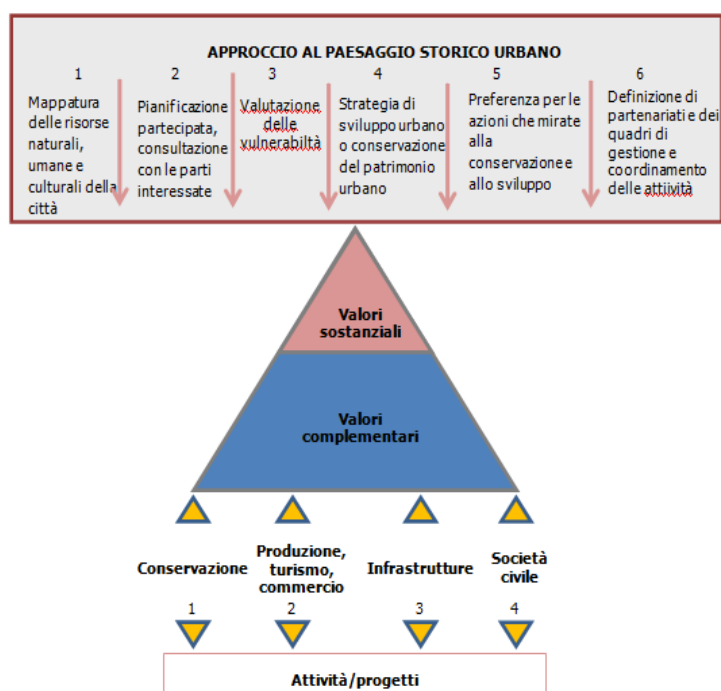 APPROCCIO AL PAESAGGIO STORICO URBANO
1
Mappatura
delle risorse
naturali,
umane e
culturali della
città
2
Pianificazione
partecipata,
consultazione
con le parti
interessate
3
Valutazione
delle
vulnerabiltà
4
Strategia di
sviluppo urbano
o conservazione
del patrimonio
urbano
5
Preferenza per le
azioni che mirate
alla
conservazione e
allo sviluppo
6
Definizione di
partenariati e dei
quadri di
gestione e
coordinamento
delle attiività
Valori
sostanziali
Valori
complementari
Conservazione
1
Produzione,
turismo,
commercio
2
Infrastrutture
3
Società
civile
4
Attività/progetti